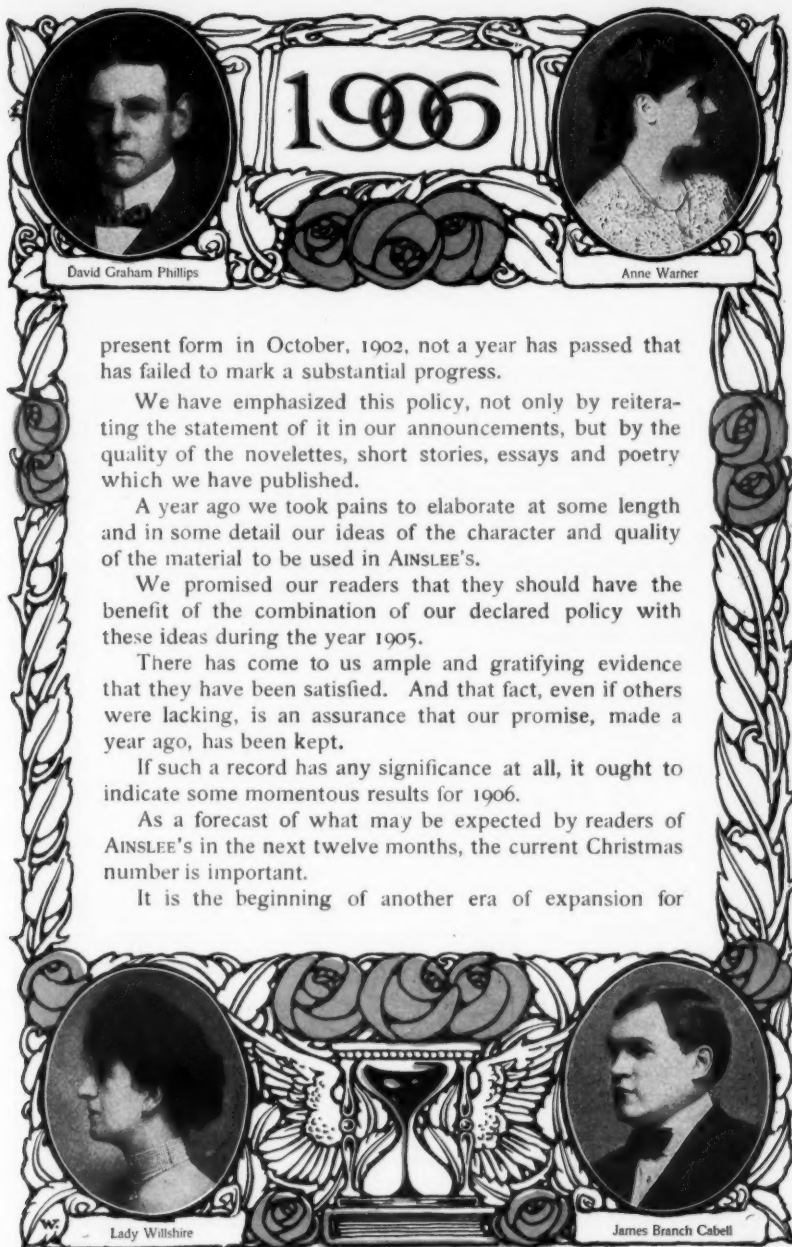 1906
David Graham Phillips
Anne Warner
present form in October, 1902, not a year has passed that
has failed to mark a substantial progress.
We have emphasized this policy, not only by reitera-
ting the statement of it in our announcements, but by the
quality of the novelettes, short stories, essays and poetry
which we have published.
A year ago we took pains to elaborate at some length
and in some detail our ideas of the character and quality
of the material to be used in AINSLEE'S.
We promised our readers that they should have the
benefit of the combination of our declared policy with
these ideas during the year 1905.
There has come to us ample and gratifying evidence
that they have been satisfied. And that fact, even if others
were lacking, is an assurance that our promise, made a
year ago, has been kept.
If such a record has any significance at all, it ought to
indicate some momentous results for 1906.
As a forecast of what may be expected by readers of
AINSLEE'S in the next twelve months, the current Christmas
number is important.
It is the beginning of another era of expansion for
W.
Lady Willshire
James Branch Cabell